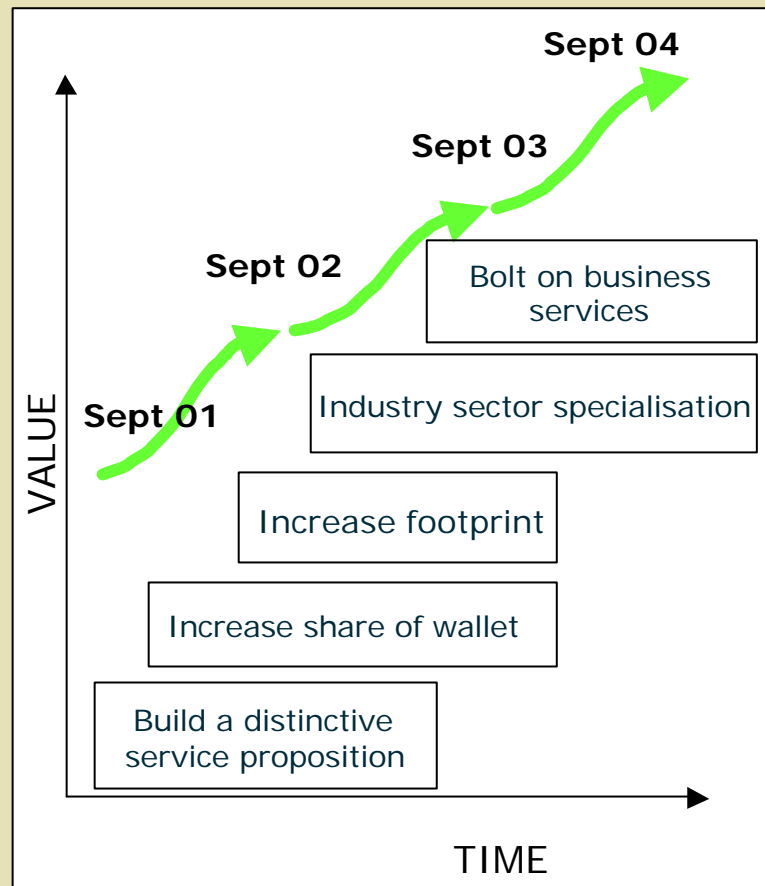 Sept 04
Sept 03
Sept 02
Bolt on business
services
Sept 01
Industry sector specialisation
VALUE
Increase footprint
Increase share of wallet
Build a distinctive
service proposition
TIME